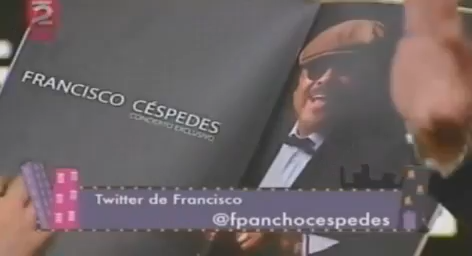 2
FRANCISCO CÉSPEDES
CONCIERTO EXCLUSIVO
Twitter de Francisco
@fpanchocespedes